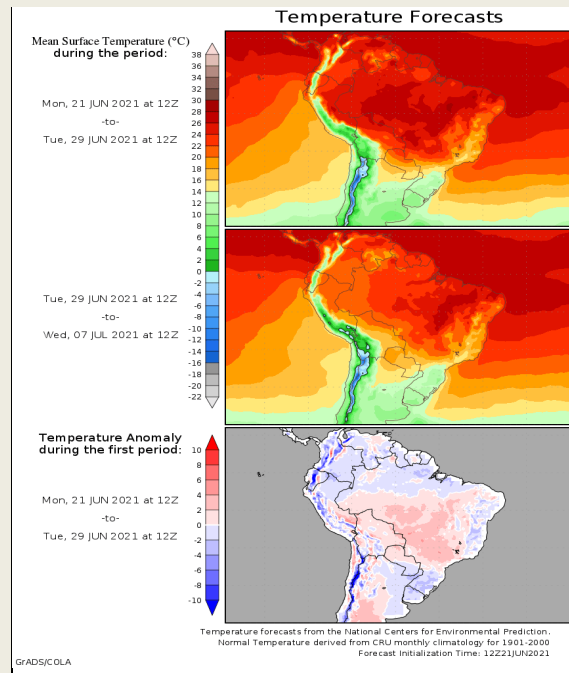 Temperature Forecasts
Mean Surface Temperature (°C)
during the period:
Mon, 21 JUN 2021 at 12Z
-to-
Tue, 29 JUN 2021 at 12Z
38
36
34
32
30
28
26
24
22
20
18
16
14
12
10
8
6
4
2
0
-2
-4
-6
-8
-10
-12
-14
-16
-18
-20
-22
Tue, 29 JUN 2021 at 12Z
-to-
Wed, 07 JUL 2021 at 12Z
Temperature Anomaly
during the first period:
Mon, 21 JUN 2021 at 12Z
-to-
Tue, 29 JUN 2021 at 12Z
10
8
6
4
2
0
-2
-4
-6
-8
-10
Temperature forecasts from the National Centers for Environmental Prediction.
Normal Temperature derived from CRU monthly climatology for 1901-2000
Forecast Initialization Time: 12Z21JUN2021
GrADS/COLA